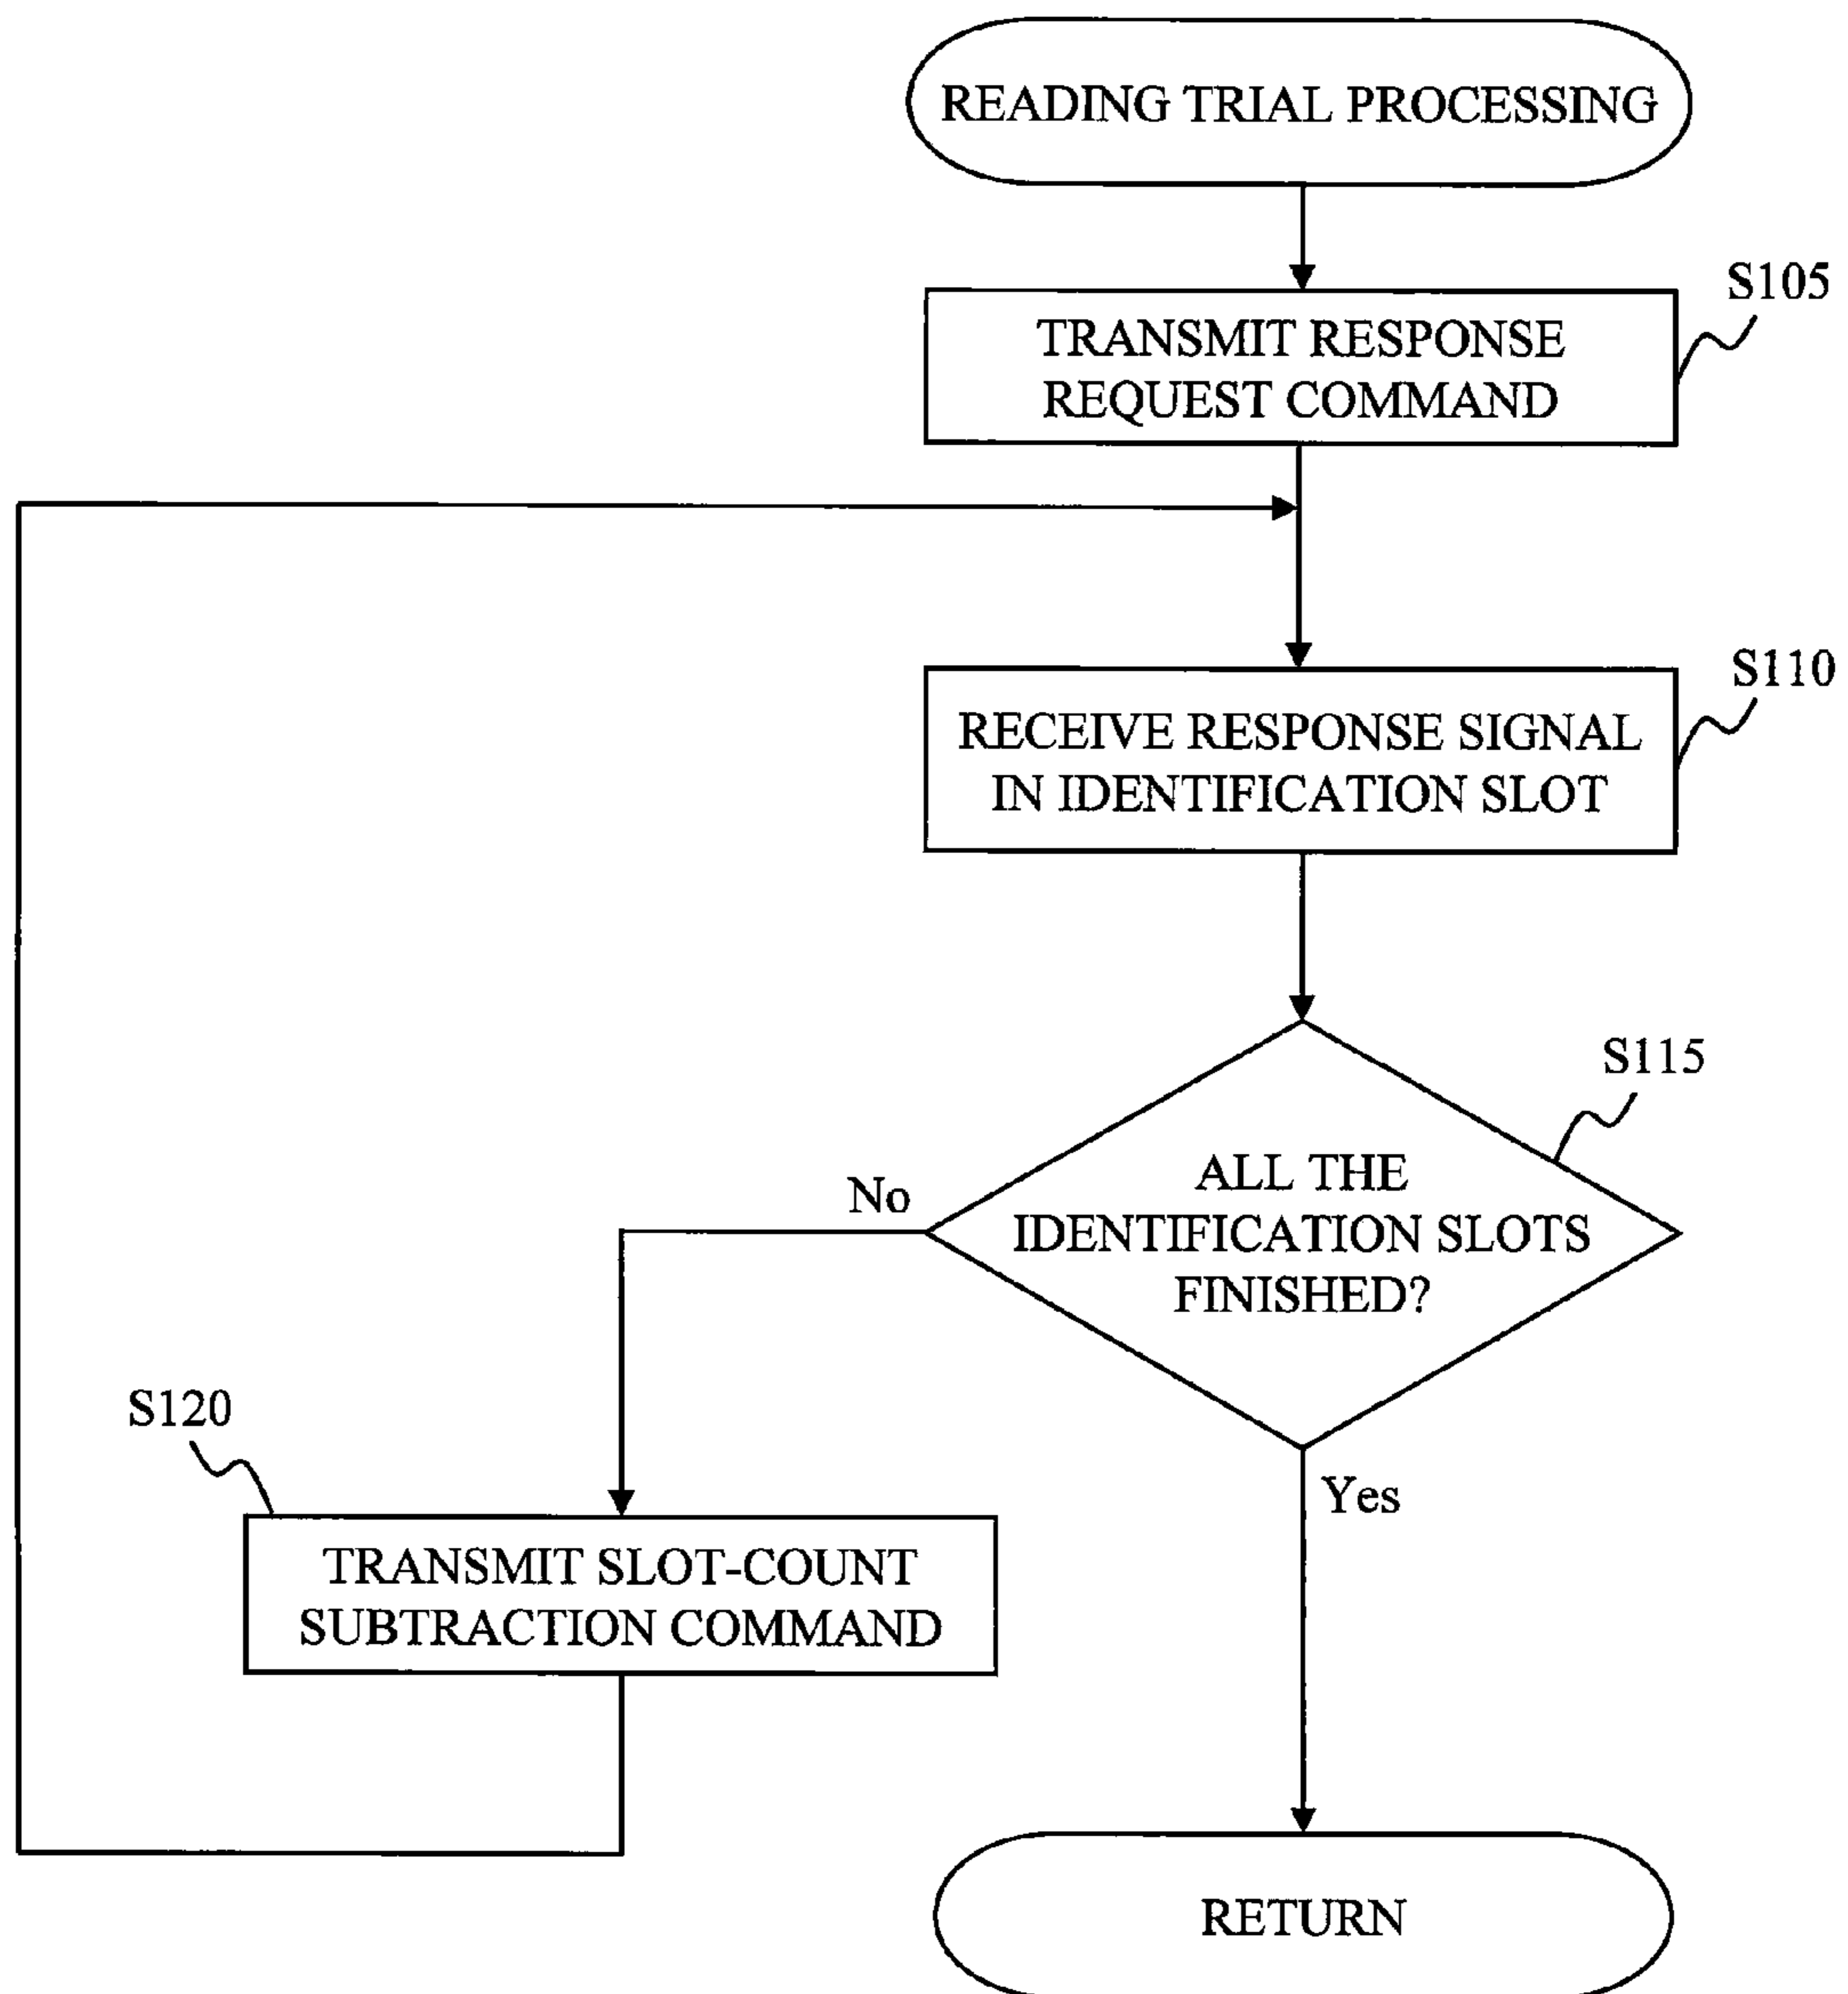 READING TRIAL PROCESSING
S105
TRANSMIT RESPONSE
REQUEST COMMAND
S110
RECEIVE RESPONSE SIGNAL
IN IDENTIFICATION SLOT
S115
ALL THE
IDENTIFICATION SLOTS
FINISHED?
No
Yes
S120
TRANSMIT SLOT-COUNT
SUBTRACTION COMMAND
RETURN